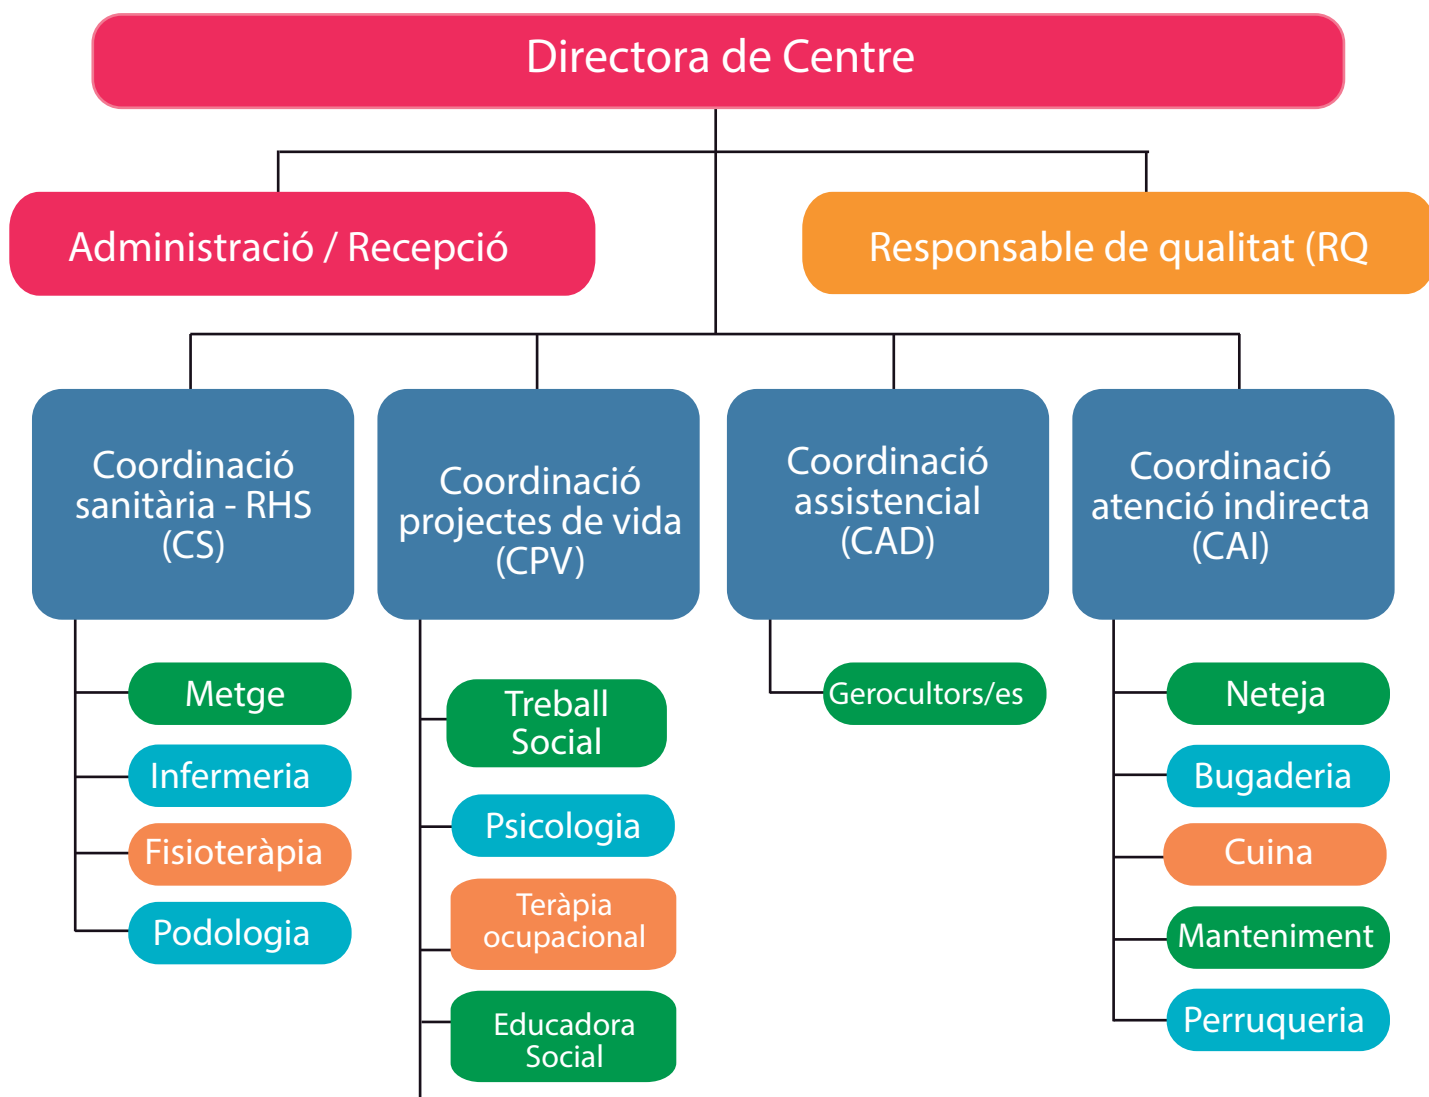 Directora de Centre
Administració / Recepció
Responsable de qualitat (RQ
Coordinació
sanitària - RHS
(CS)
Metge
Infermeria
Fisioteràpia
Podologia
Coordinació
projectes de vida
(CPV)
Treball
Social
Psicologia
Teràpia
ocupacional
Educadora
Social
Coordinació
assistencial
(CAD)
Gerocultors/es
Coordinació
atenció indirecta
(CAI)
Neteja
Bugaderia
Cuina
Manteniment
Perruqueria